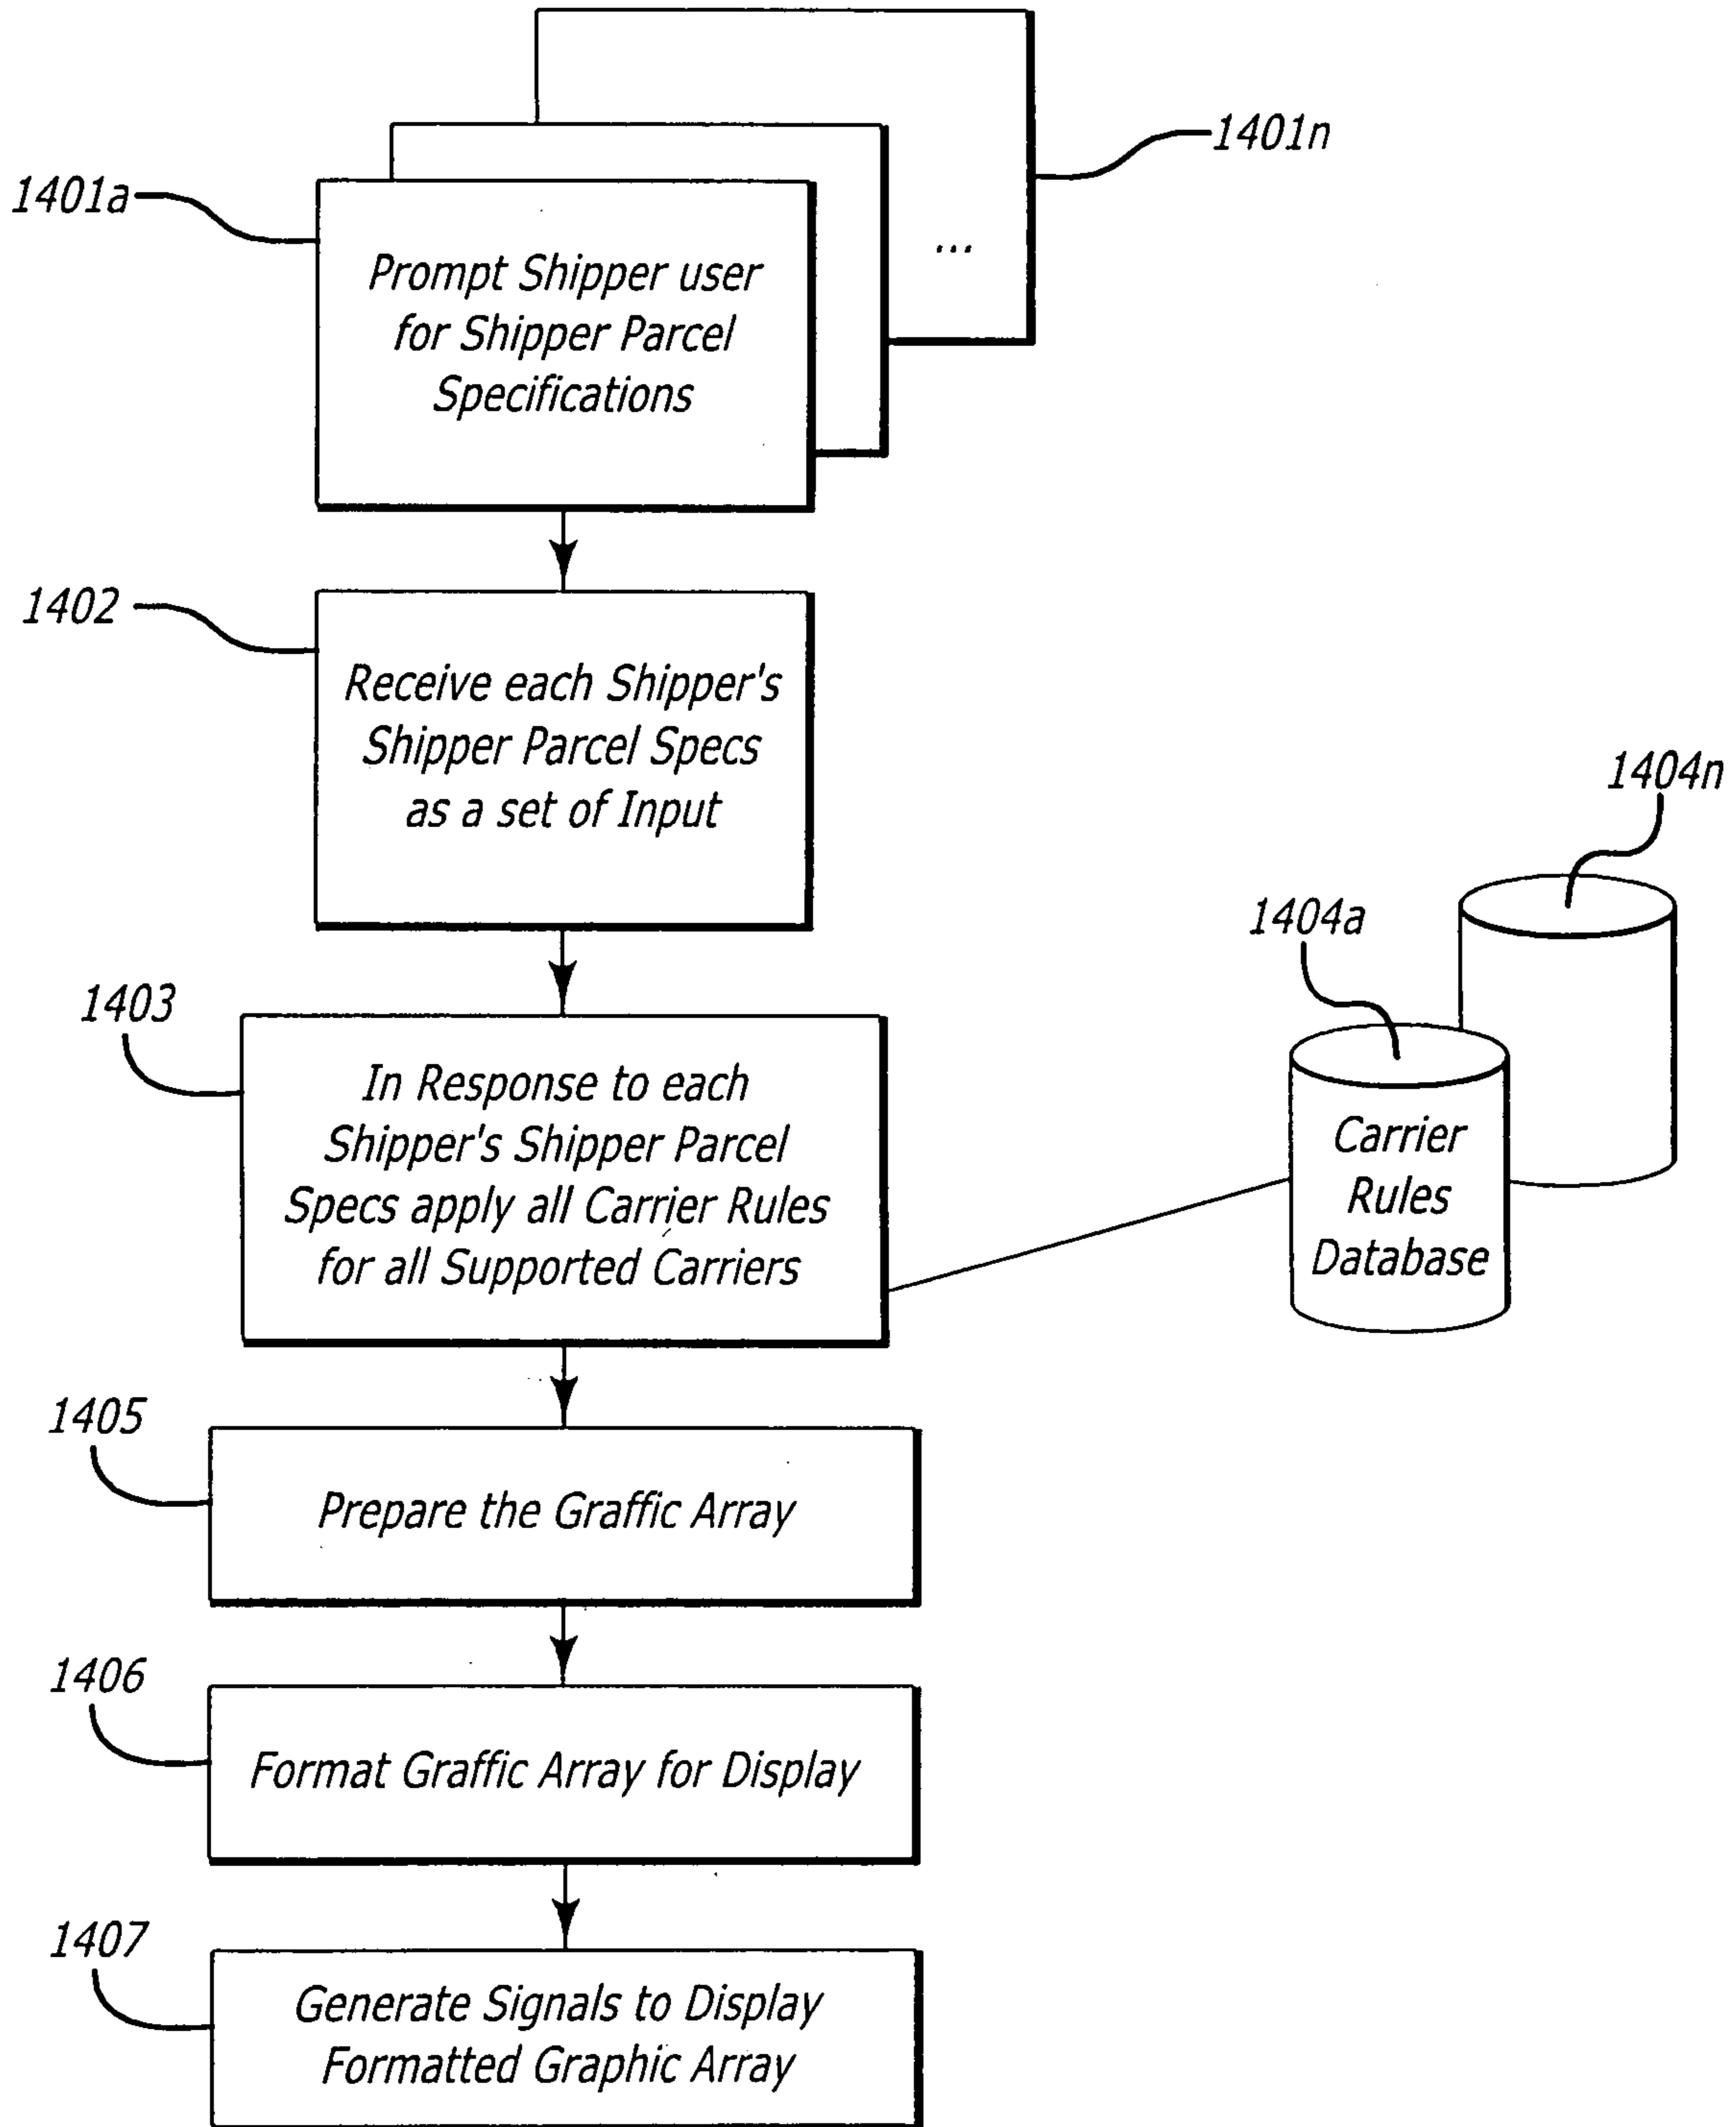 1401n
1401a
...
Prompt Shipper user
for Shipper Parcel
Specifications
1402
Receive each Shipper's
Shipper Parcel Specs
as a set of Input
1404n
1404a
1403
In Response to each
Shipper's Shipper Parcel
Specs apply all Carrier Rules
for all Supported Carriers
Carrier
Rules
Database
1405
Prepare the Graffic Array
1406
Format Graffic Array for Display
1407
Generate Signals to Display
Formatted Graphic Array